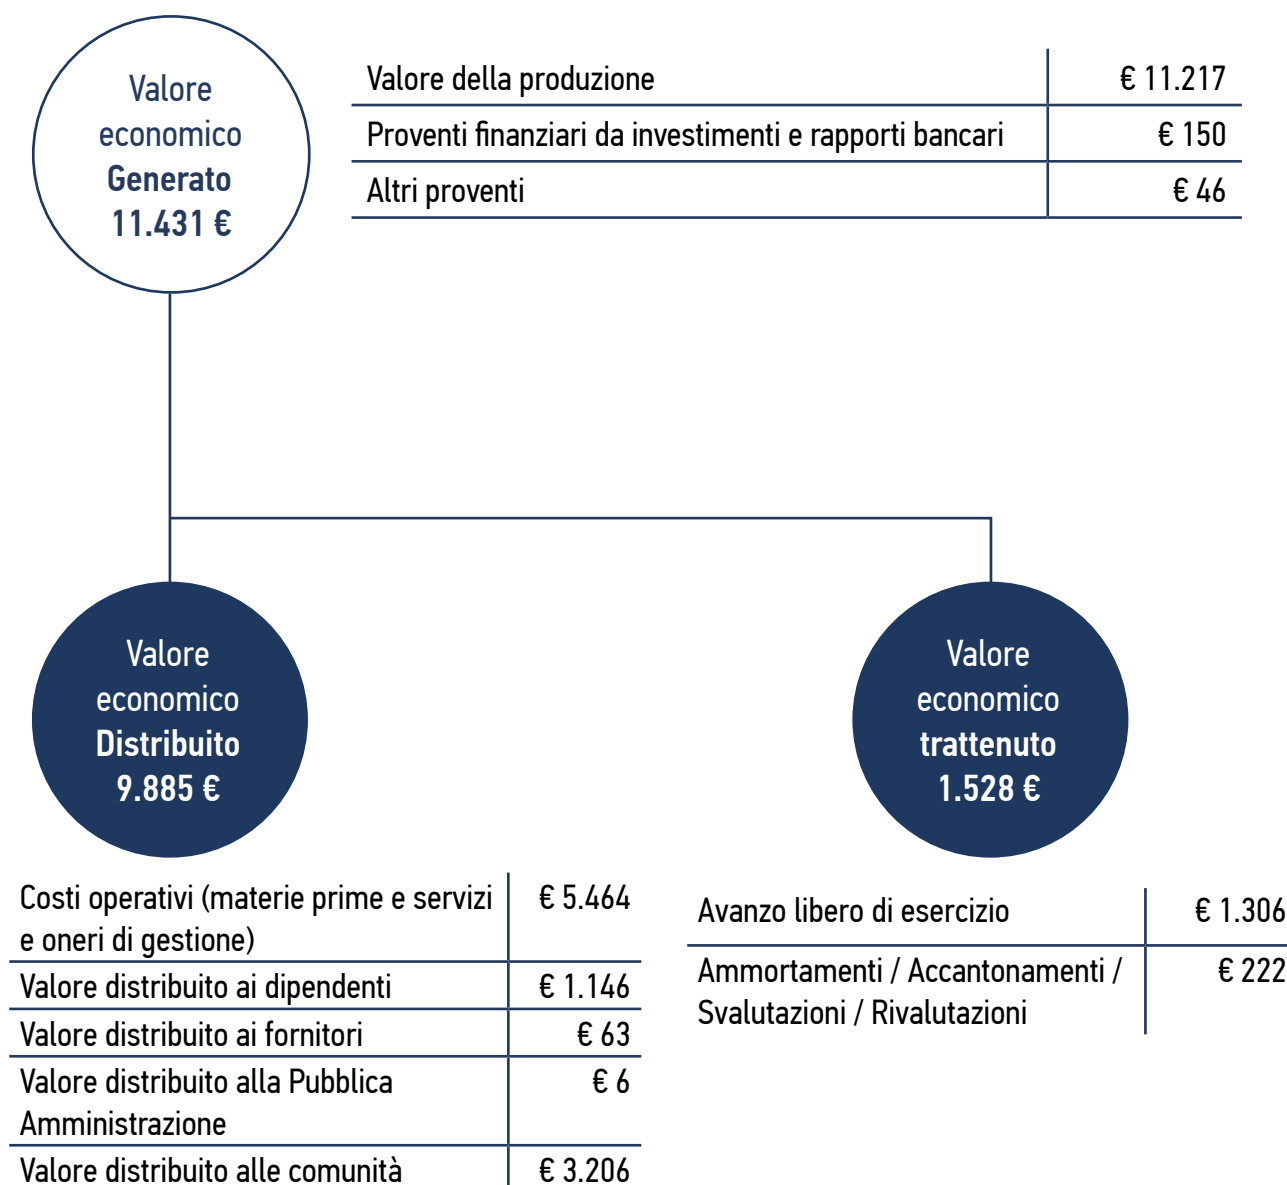 Valore
economico
Generato
11.431 €
Valore della produzione € 11.217
Proventi finanziari da investimenti e rapporti bancari € 150
Altri proventi € 46
Valore
economico
Distribuito
9.885 €
Valore
economico
trattenuto
1.528 €
Costi operativi (materie prime e servizi € 5.464
e oneri di gestione)
Valore distribuito ai dipendenti € 1.146
Valore distribuito ai fornitori € 63
Valore distribuito alla Pubblica € 6
Amministrazione
Valore distribuito alle comunità € 3.206
Avanzo libero di esercizio € 1.306
Ammortamenti / Accantonamenti / € 222
Svalutazioni / Rivalutazioni